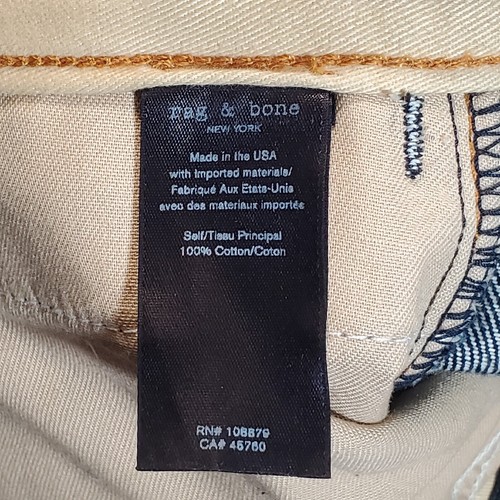 rag & bone
NEW YORK
Made in the USA
with imported materials/
Fabriqué Aux Etats-Unis
avec des materiaux importés
Self/Tissu Principal
100% Cotton/Coton
RN# 108879
CA# 45760